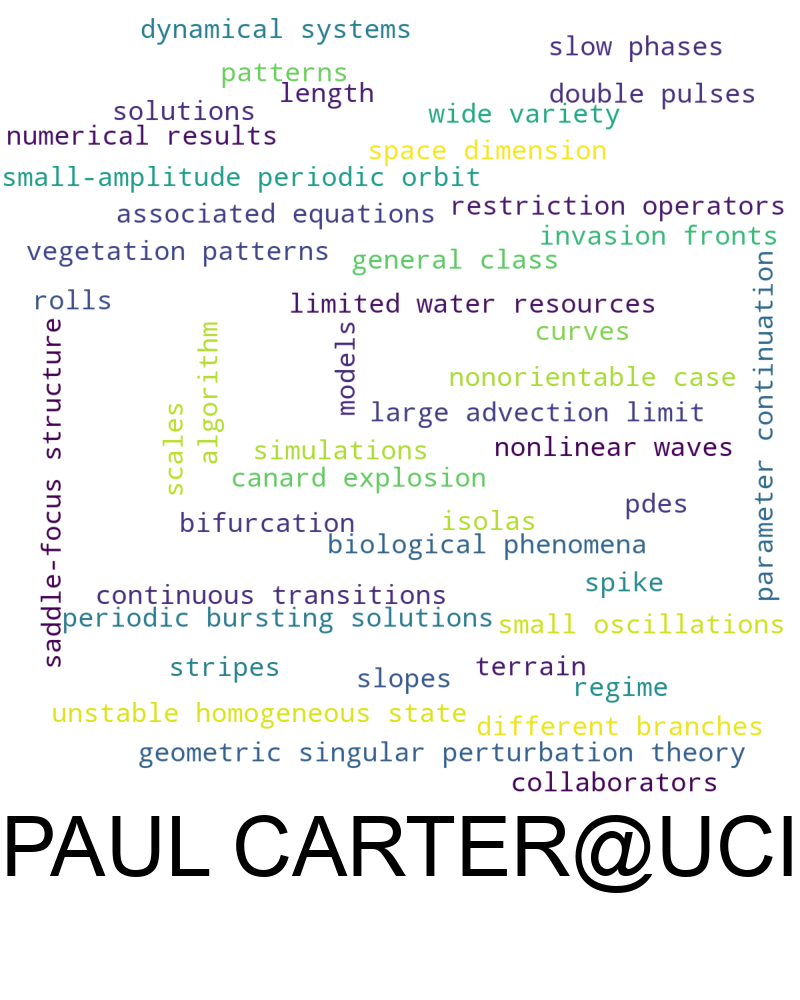 dynamical systems
slow phases
patterns
length
double pulses
solutions
wide variety
numerical results
space dimension
small-amplitude periodic orbit
restriction operators
associated equations
invasion fronts
vegetation patterns
general class
parameter continuation
rolls
limited water resources
saddle-focus structure
algorithm
models
curves
nonorientable case
scales
large advection limit
simulations
nonlinear waves
canard explosion
pdes
bifurcation
isolas
biological phenomena
spike
continuous transitions
periodic bursting solutions
small oscillations
stripes
terrain
slopes
regime
unstable homogeneous state
different branches
geometric singular perturbation theory
collaborators
PAUL CARTER@UCI